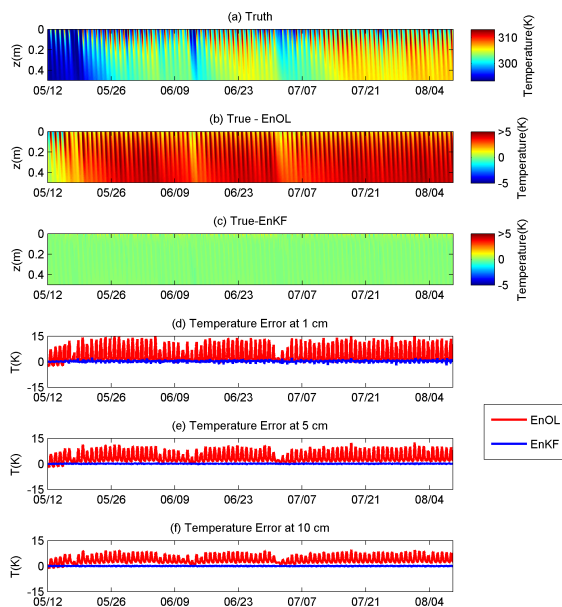 (a) Truth
z(m)
0
0.2
0.4
05/12 05/26 06/09 06/23 07/07 07/21 08/04
310
300
Temperature(K)
(b) True - EnOL
z(m)
0
0.2
0.5
05/12 05/26 06/09 06/23 07/07 07/21 08/04
>5
0
-5
Temperature(K)
(c) True-EnKF
z(m)
0
0.2
0.5
05/12 05/26 06/09 06/23 07/07 07/21 08/04
>5
0
-5
Temperature(K)
(d) Temperature Error at 1 cm
T(K)
15
0
-15
05/12 05/26 06/09 06/23 07/07 07/21 08/04
(e) Temperature Error at 5 cm
T(K)
15
0
-15
05/12 05/26 06/09 06/23 07/07 07/21 08/04
EnOL
EnKF
(f) Temperature Error at 10 cm
T(K)
15
0
-15
05/12 05/26 06/09 06/23 07/07 07/21 08/04